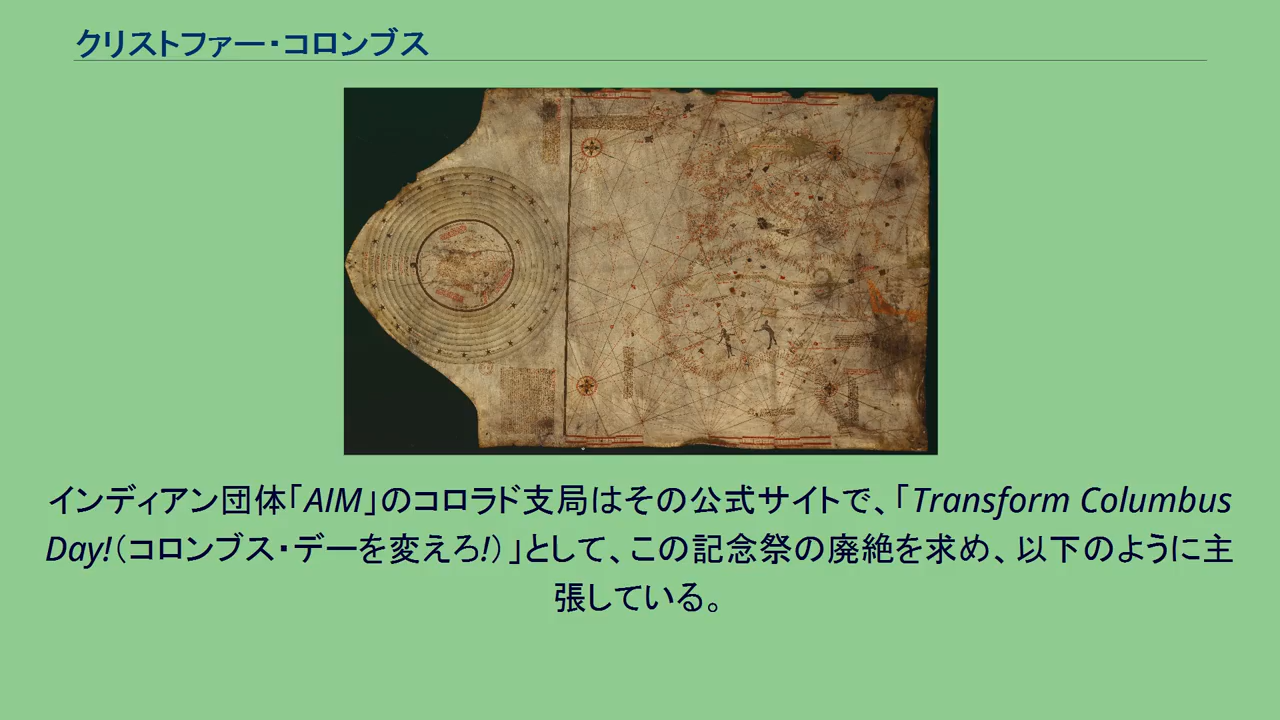 クリストファー・コロンブス
インディアン団体「AIM」のコロラド支局はその公式サイトで、「Transform Columbus
Day!（コロンブス・デーを変えろ!）」として、この記念祭の廃絶を求め、以下のように主
張している。